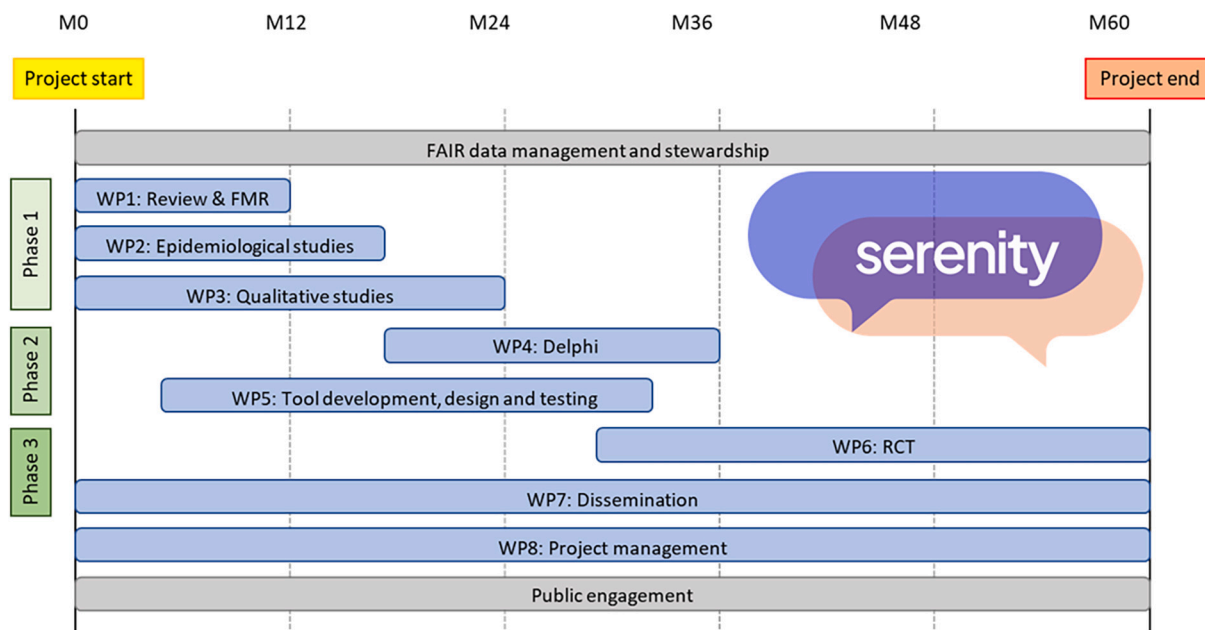 M0 M12 M24 M36 M48 M60
Project start
Project end
FAIR data management and stewardship
Phase 1
WP1: Review & FMR
WP2: Epidemiological studies
WP3: Qualitative studies
serenity
Phase 2
WP4: Delphi
WP5: Tool development, design and testing
Phase 3
WP6: RCT
WP7: Dissemination
WP8: Project management
Public engagement